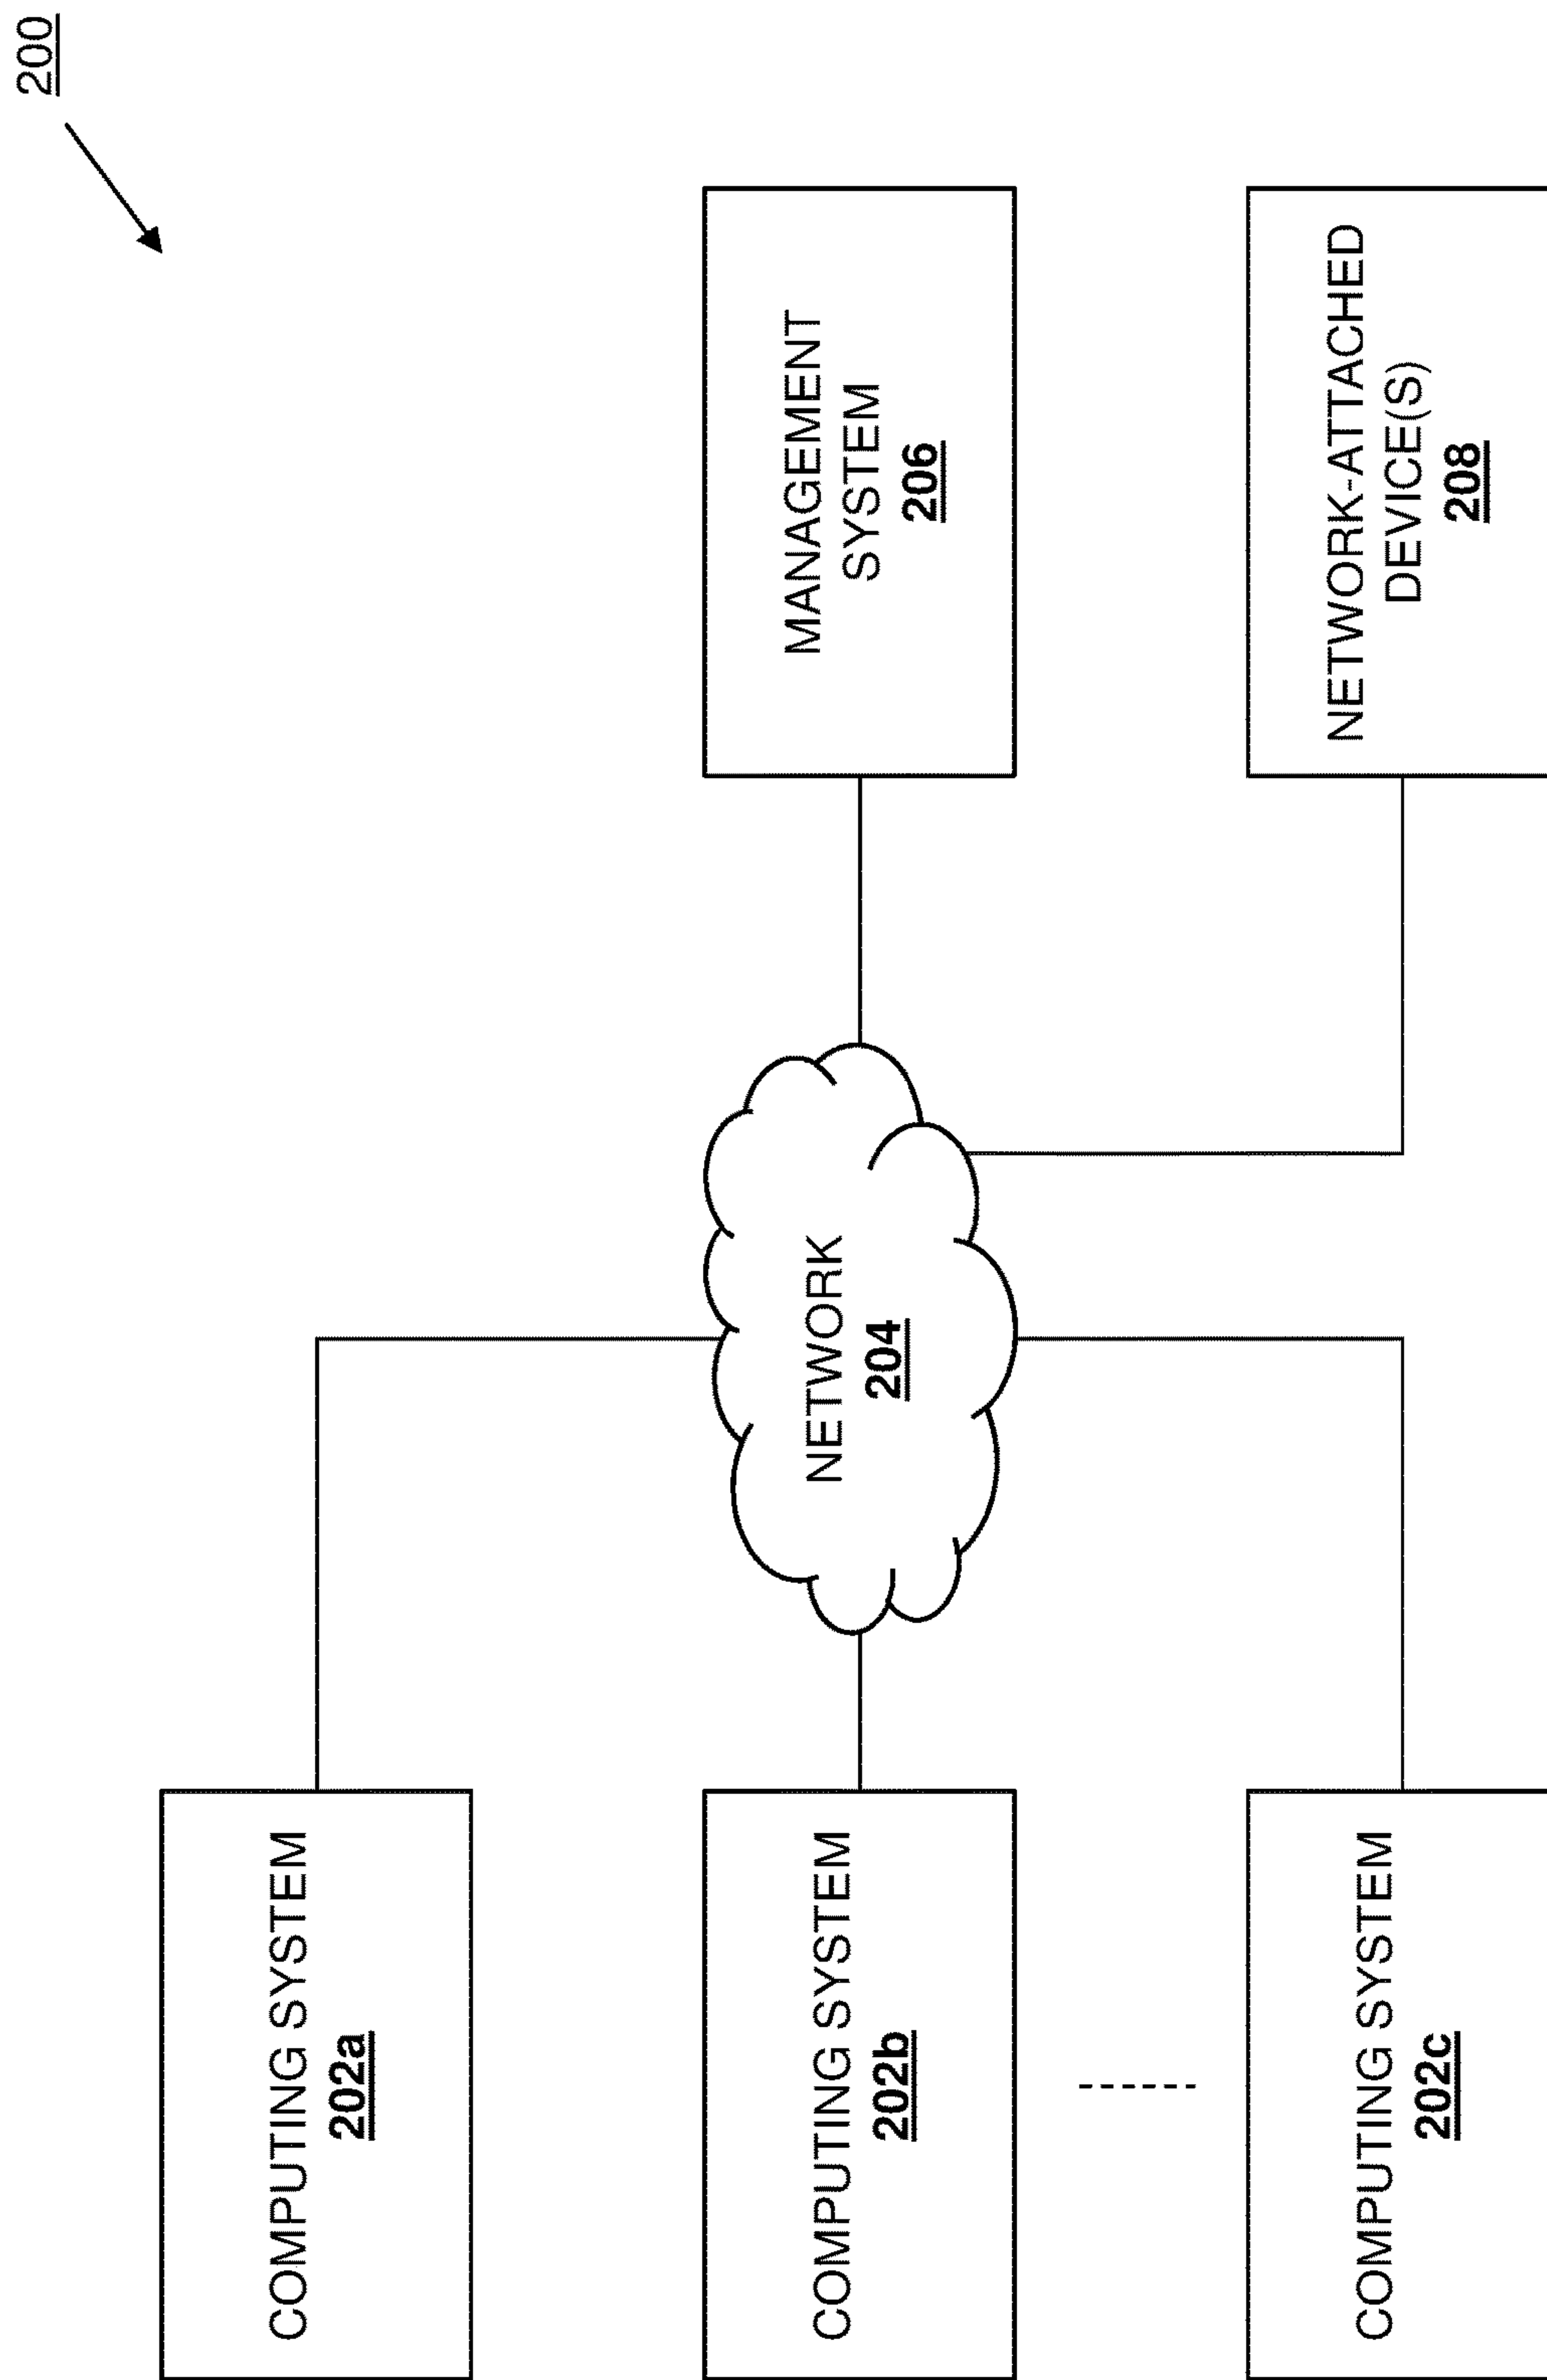 200
COMPUTING SYSTEM
202a
COMPUTING SYSTEM
202b
COMPUTING SYSTEM
202c
NETWORK
204
MANAGEMENT
SYSTEM
206
NETWORK-ATTACHED
DEVICE(S)
208